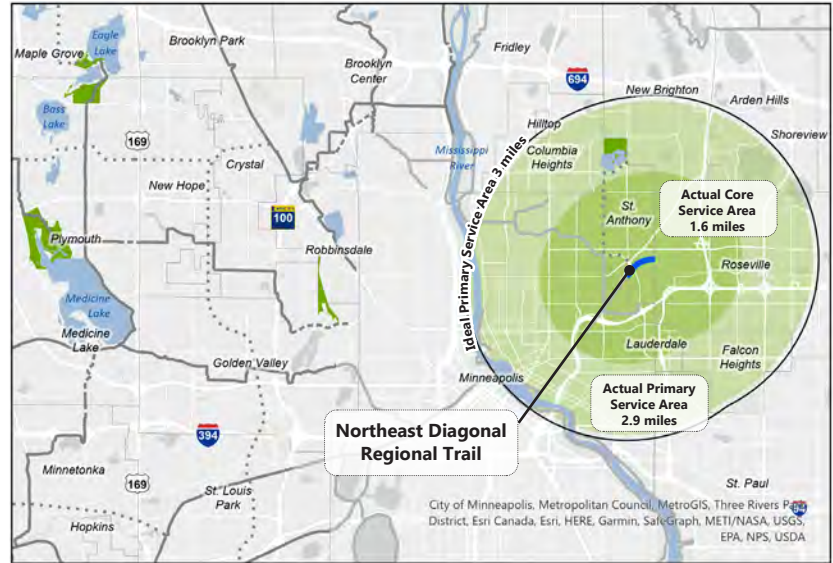 Eagle
Lake
Maple Grove
Brooklyn Park
Bass
Lake
169
Brooklyn
Center
Fridley
694
New Brighton
Arden Hills
Shoreview
Hilltop
Columbia
Heights
Mississippi
River
Crystal
New Hope
100
Robbinsdale
Plymouth
Medicine
Lake
Medicine
Lake
Golden Valley
Ideal Primary Service Area 3 miles
St.
Anthony
Actual Core
Service Area
1.6 miles
Roseville
Lauderdale
Falcon
Heights
Minneapolis
Actual Primary
Service Area
2.9 miles
Northeast Diagonal
Regional Trail
394
Minnetonka
169
St. Louis
Park
Hopkins
St. Paul
94
City of Minneapolis, Metropolitan Council, MetroGIS, Three Rivers Park
District, Esri Canada, Esri, HERE, Garmin, SafeGraph, METI/NASA, USGS,
EPA, NPS, USDA